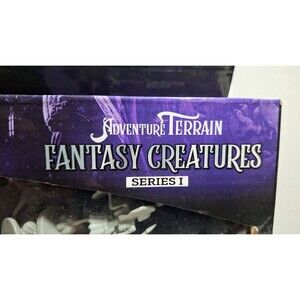 ADVENTURE TERRAIN
FANTASY CREATURES
SERIES I